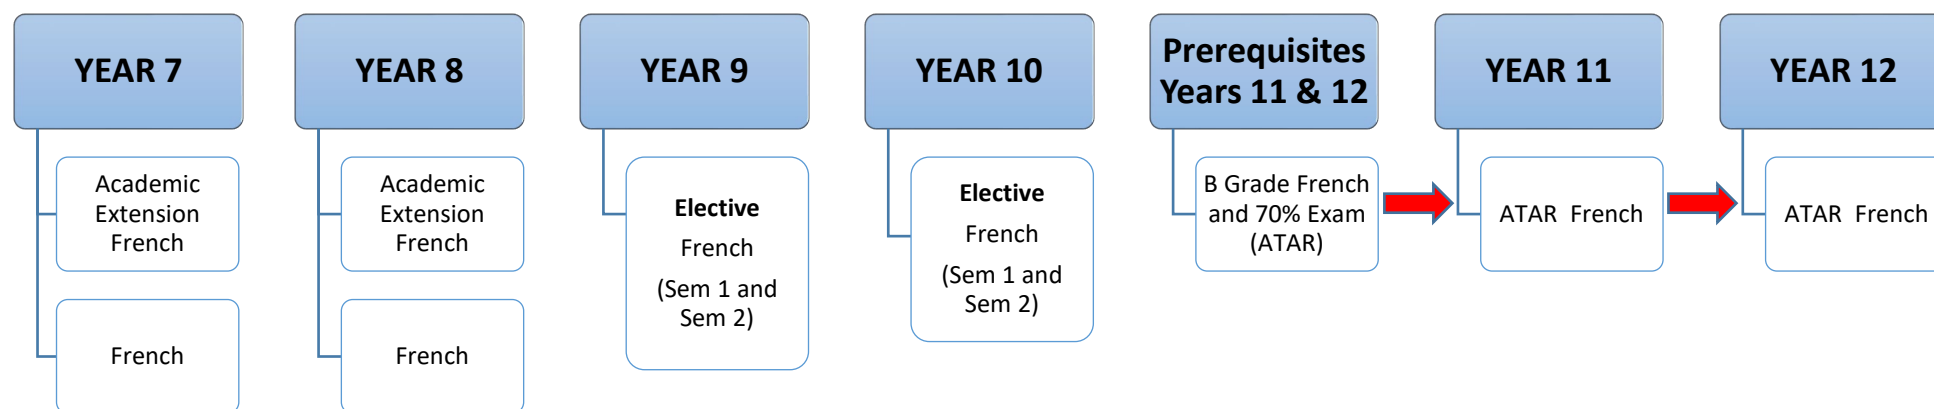 YEAR 7
Academic
Extension
French
French
YEAR 8
Academic
Extension
French
French
YEAR 9
Elective
French
(Sem 1 and
Sem 2)
YEAR 10
Elective
French
(Sem 1 and
Sem 2)
Prerequisites
Years 11 & 12
B Grade French
and 70% Exam
(ATAR)
YEAR 11
ATAR French
YEAR 12
ATAR French